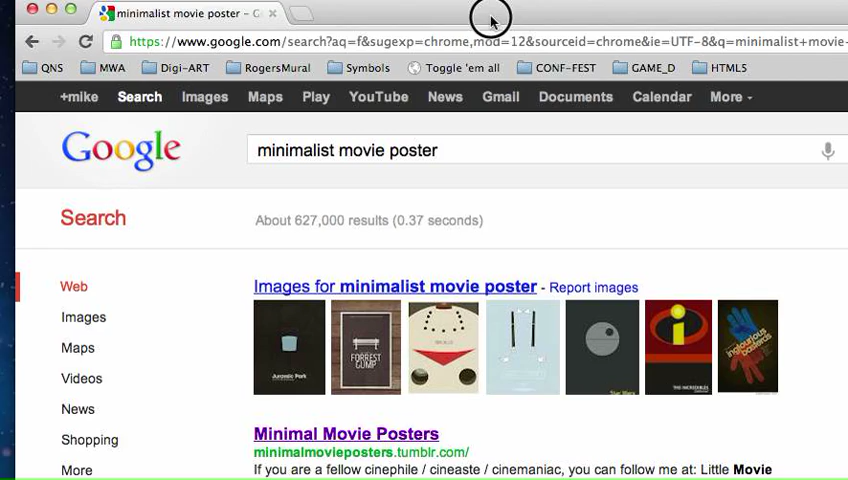 minimalist movie poster – G
https://www.google.com/search?aq=f&sugexp=chrome,mod=12&sourceid=chrome&ie=UTF-8&q=minimalist+movie-
QNS MWA Digi-ART RogersMural Symbols Toggle 'em all CONF-FEST GAME_D HTML5
+mike Search Images Maps Play YouTube News Gmail Documents Calendar More
Google minimalist movie poster
Search About 627,000 results (0.37 seconds)
Web
Images
Maps
Videos
News
Shopping
More
Images for minimalist movie poster - Report images
Jurassic Park
FORREST
GUMP
Star Wars
i
THE INCREDIBLES
inglourious
basterds
Minimal Movie Posters
minimalmovieposters.tumblr.com/
If you are a fellow cinephile / cineaste / cinemaniac, you can follow me at: Little Movie